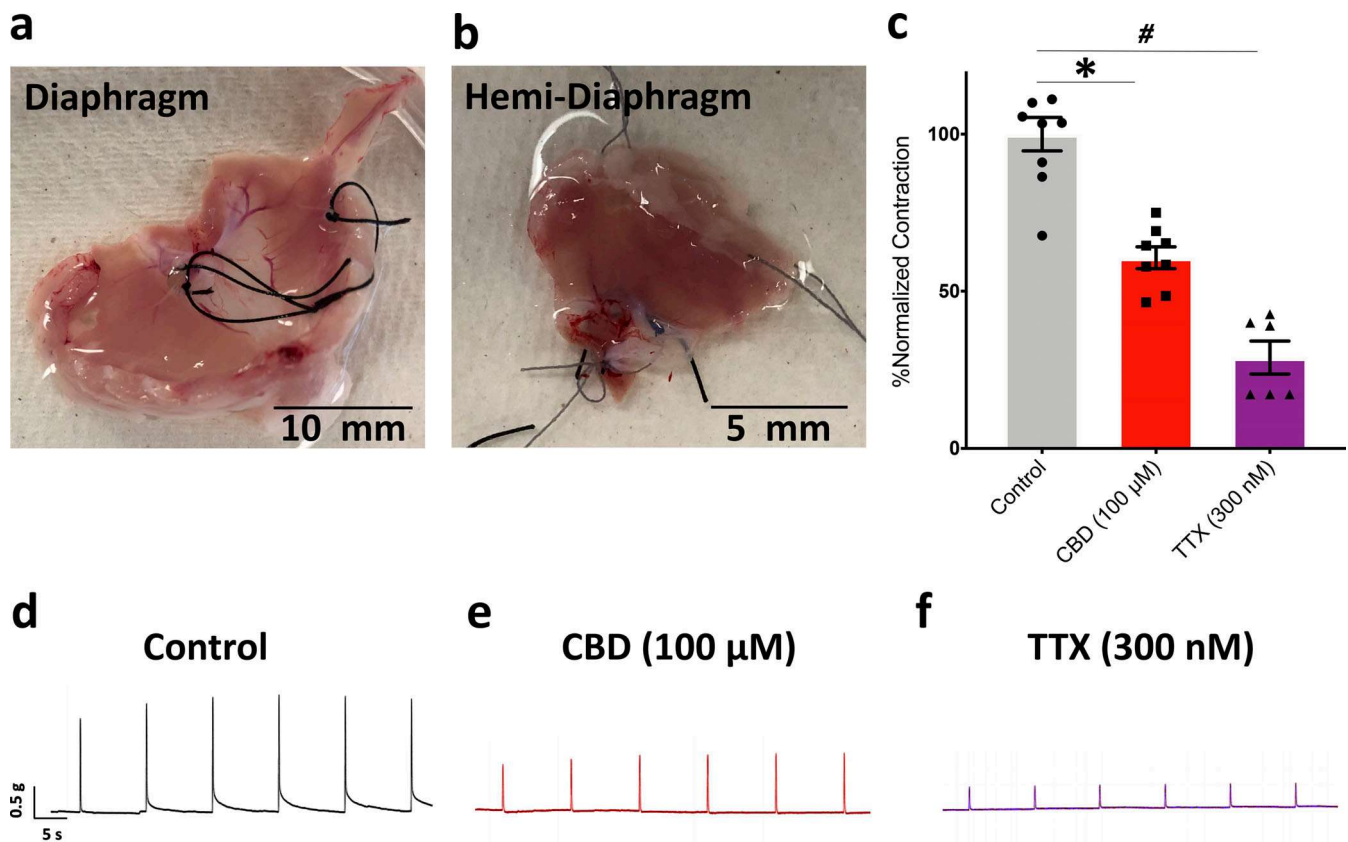 a
Diaphragm
10 mm
b
Hemi-Diaphragm
5 mm
c
#
*
%Normalized Contraction
100
50
0
Control
CBD (100 µM)
TTX (300 nM)
d
Control
0.5 g
5 s
e
CBD (100 µM)
f
TTX (300 nM)